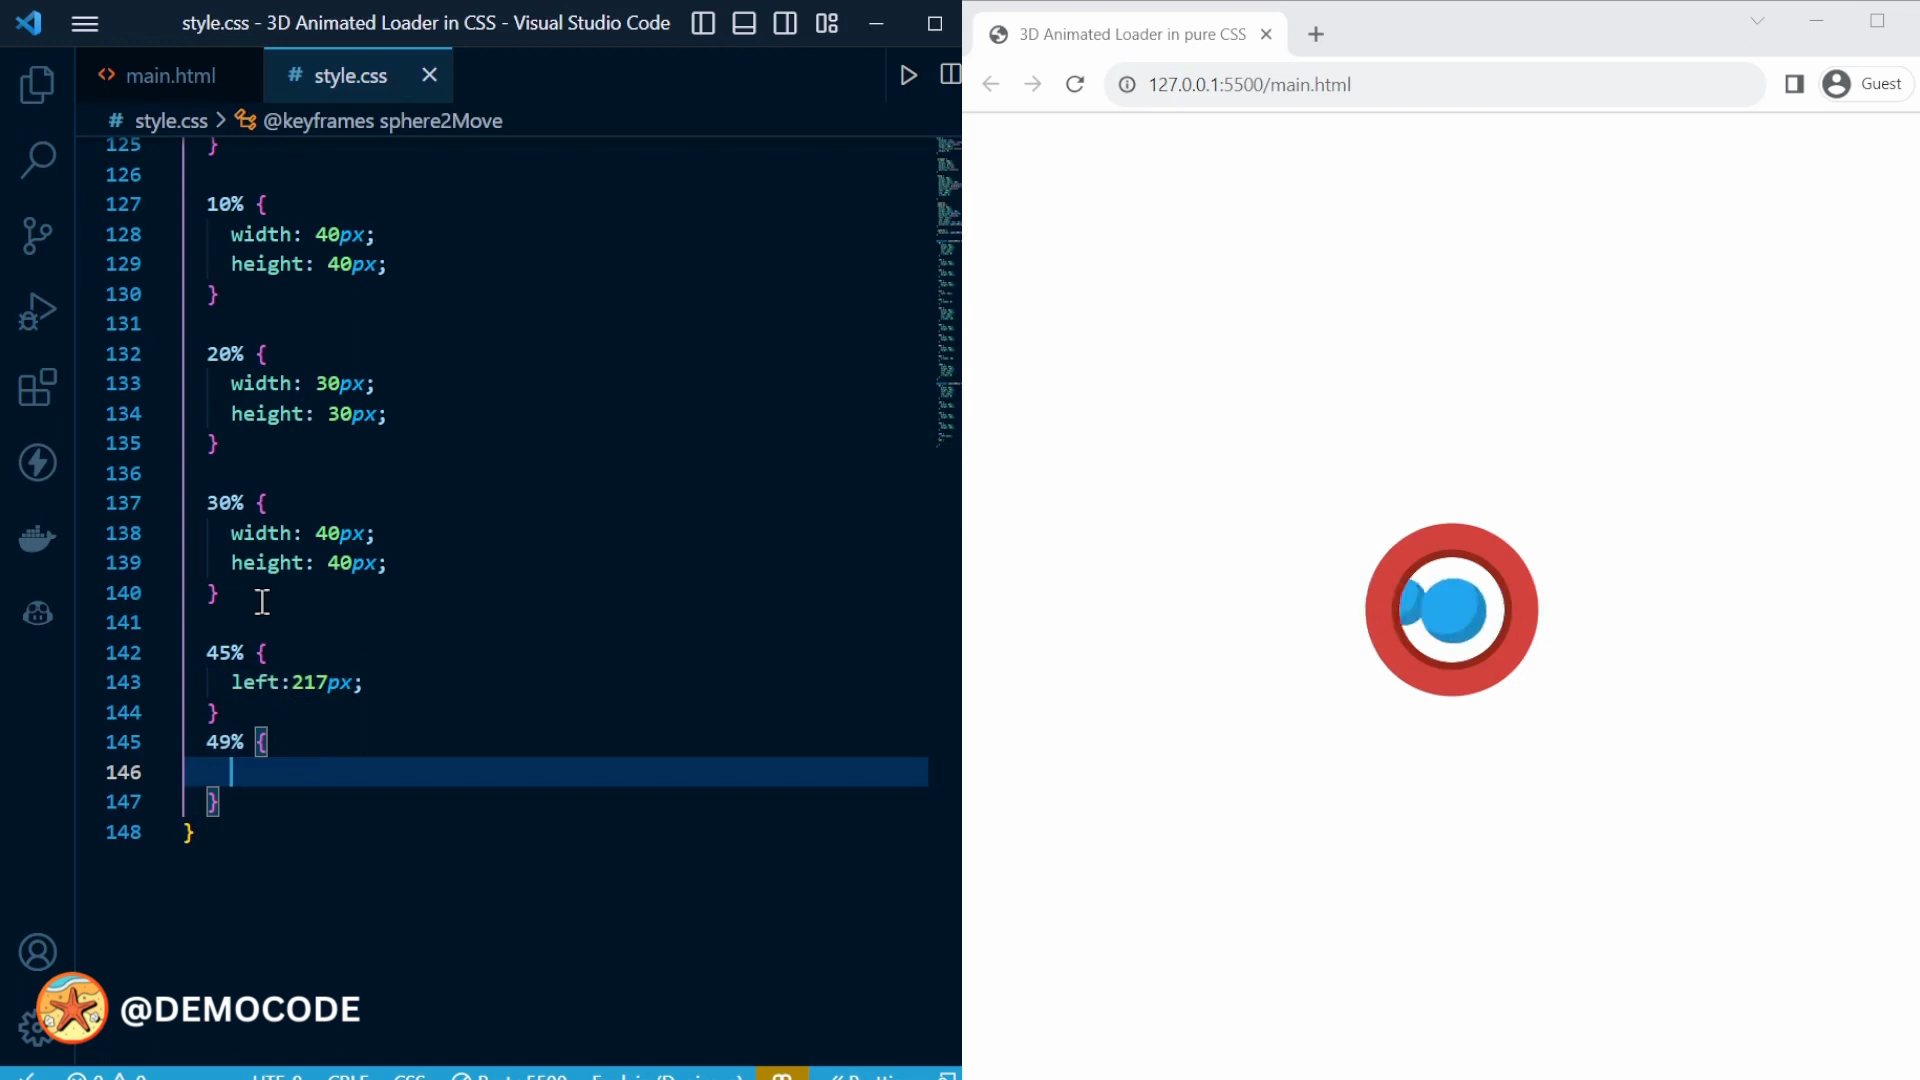 style.css - 3D Animated Loader in CSS - Visual Studio Code
main.html
# style.css
# style.css > @keyframes sphere2Move
125 }
126
127 10% {
128 width: 40px;
129 height: 40px;
130 }
131
132 20% {
133 width: 30px;
134 height: 30px;
135 }
136
137 30% {
138 width: 40px;
139 height: 40px;
140 }
141
142 45% {
143 left:217px;
144 }
145 49% {
146
147 }
148 }
@DEMOCODE
3D Animated Loader in pure CSS
127.0.0.1:5500/main.html
Guest